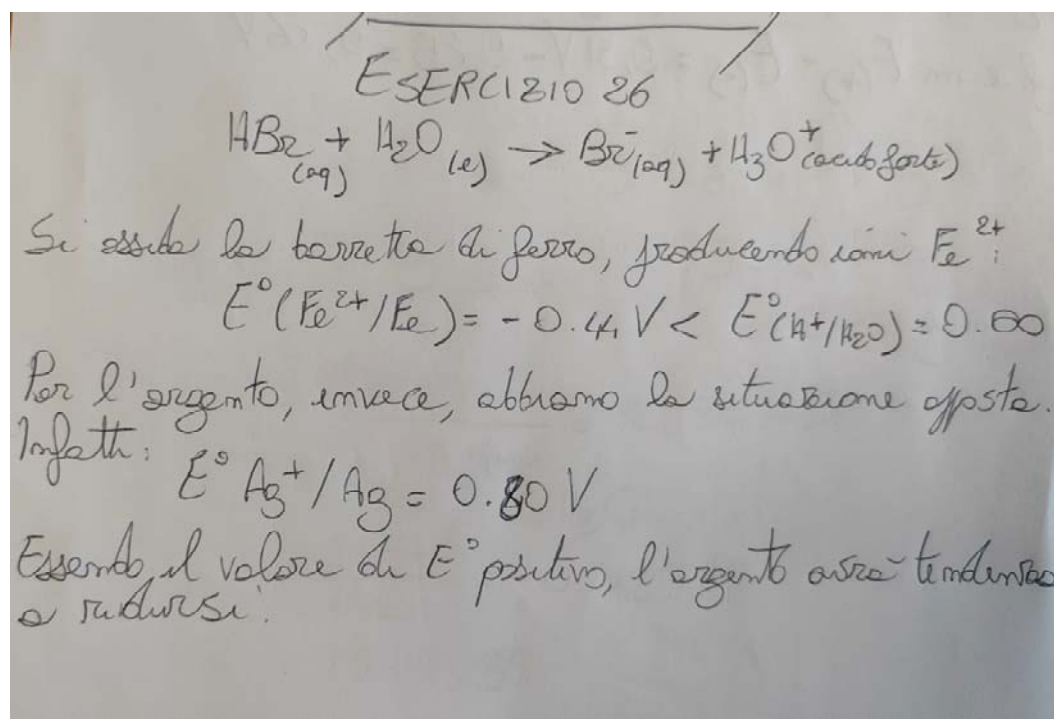 ESERCIZIO 26
HBr(aq) + H2O(l) → Br-(aq) + H3O+ (acido forte)
Si ossida la barretta di ferro, producendo ioni Fe2+:
E°(Fe2+/Fe) = - 0.44 V < E°(H+/H2O) = 0.00
Per l'argento, invece, abbiamo la situazione opposta.
Infatti:
E° Ag+/Ag = 0.80 V
Essendo il valore di E° positivo, l'argento avrà tendenza
a ridursi.